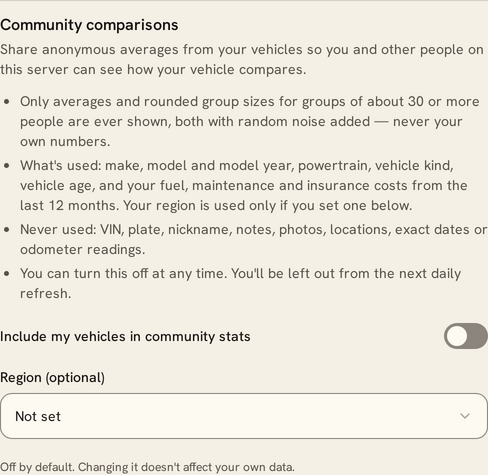 Community comparisons
Share anonymous averages from your vehicles so you and other people on
this server can see how your vehicle compares.
• Only averages and rounded group sizes for groups of about 30 or more
people are ever shown, both with random noise added — never your
own numbers.
• What's used: make, model and model year, powertrain, vehicle kind,
vehicle age, and your fuel, maintenance and insurance costs from the
last 12 months. Your region is used only if you set one below.
• Never used: VIN, plate, nickname, notes, photos, locations, exact dates or
odometer readings.
• You can turn this off at any time. You'll be left out from the next daily
refresh.
Include my vehicles in community stats
Region (optional)
Not set
Off by default. Changing it doesn't affect your own data.